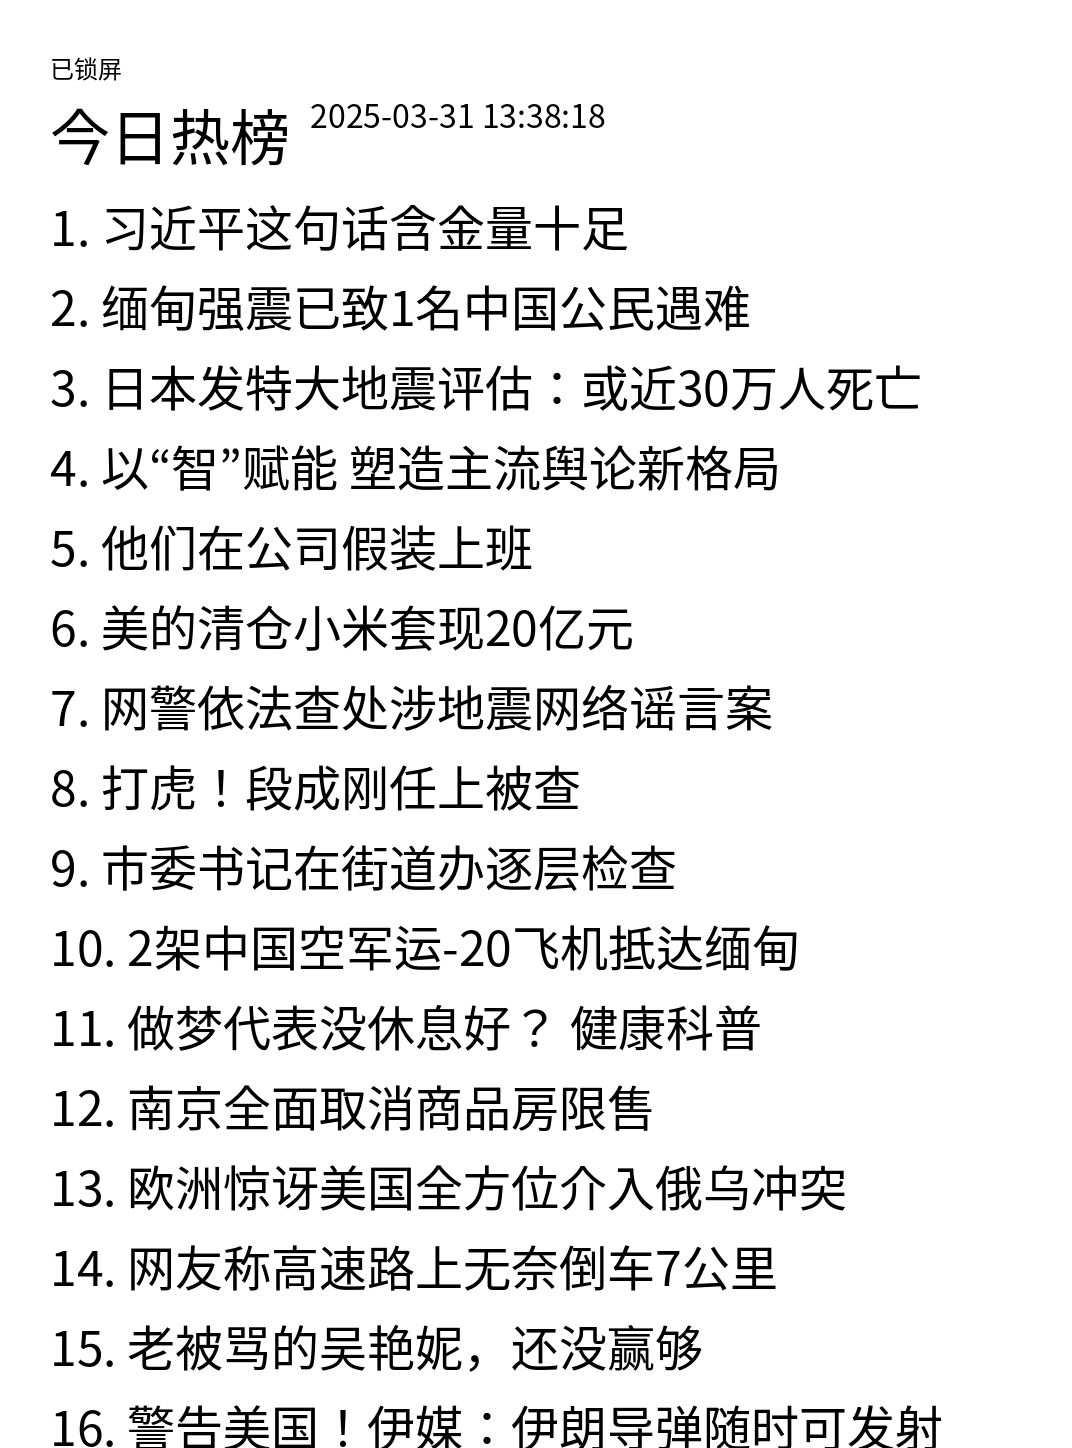 已锁屏
今日热榜 2025-03-31 13:38:18
1. 习近平这句话含金量十足
2. 缅甸强震已致1名中国公民遇难
3. 日本发特大地震评估：或近30万人死亡
4. 以“智”赋能 塑造主流舆论新格局
5. 他们在公司假装上班
6. 美的清仓小米套现20亿元
7. 网警依法查处涉地震网络谣言案
8. 打虎！段成刚任上被查
9. 市委书记在街道办逐层检查
10. 2架中国空军运-20飞机抵达缅甸
11. 做梦代表没休息好？ 健康科普
12. 南京全面取消商品房限售
13. 欧洲惊讶美国全方位介入俄乌冲突
14. 网友称高速路上无奈倒车7公里
15. 老被骂的吴艳妮，还没赢够
16. 警告美国！伊媒：伊朗导弹随时可发射